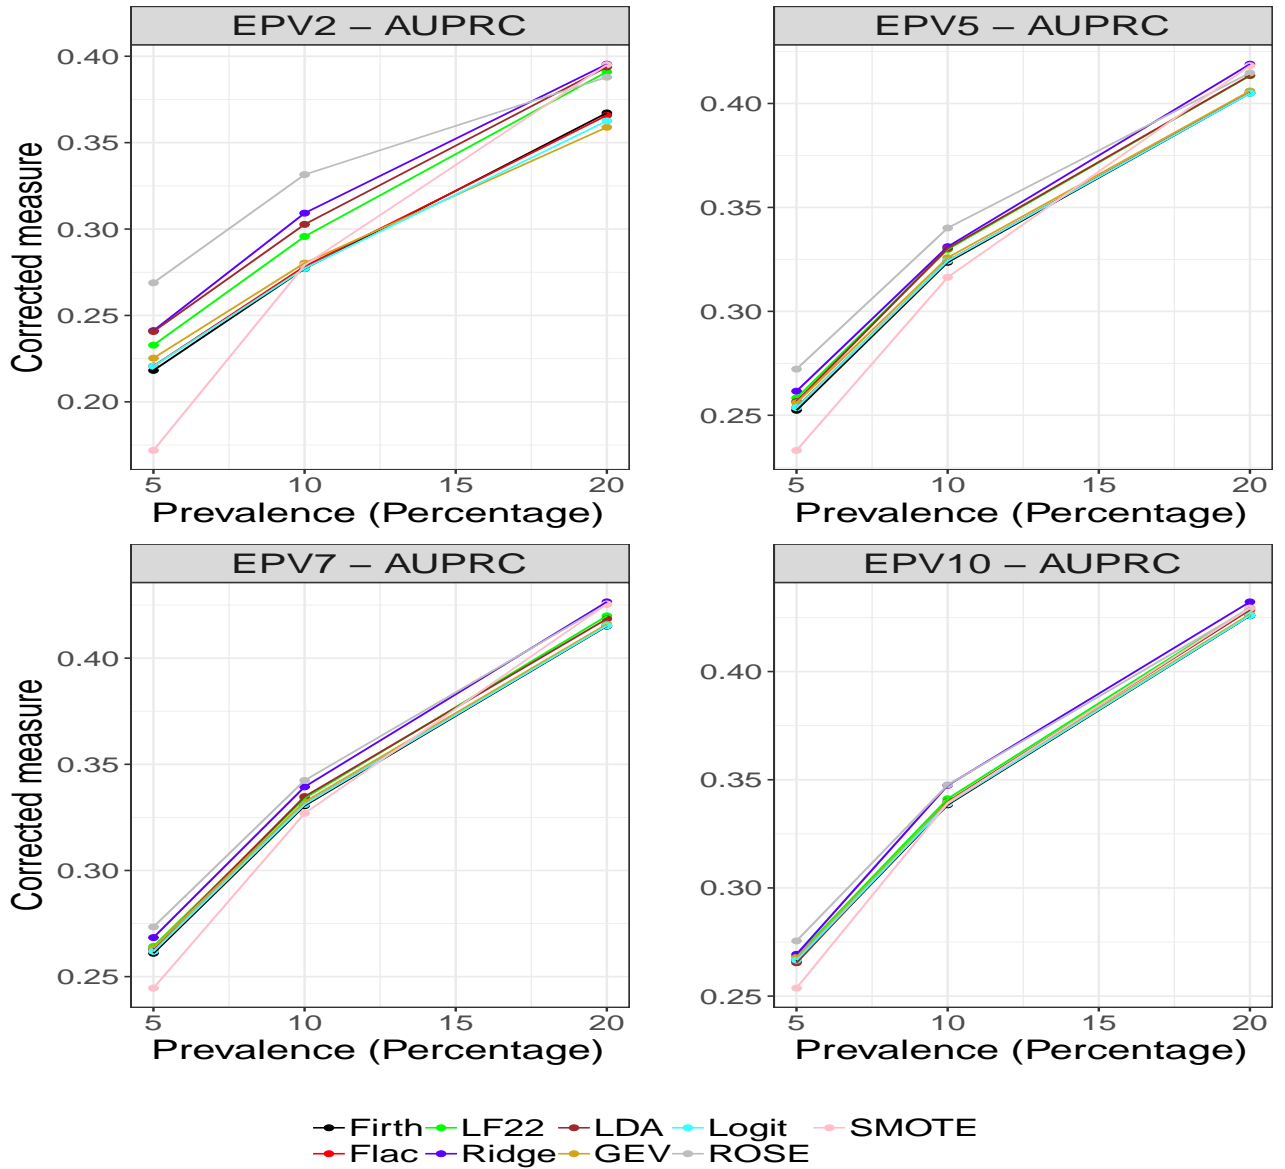 EPV2 – AUPRC
EPV5 – AUPRC
Corrected measure
0.40
0.35
0.30
0.25
0.20
0.40
0.35
0.30
0.25
5 10 15 20
5 10 15 20
Prevalence (Percentage)
Prevalence (Percentage)
EPV7 – AUPRC
EPV10 – AUPRC
Corrected measure
0.40
0.35
0.30
0.25
0.40
0.35
0.30
0.25
5 10 15 20
5 10 15 20
Prevalence (Percentage)
Prevalence (Percentage)
Firth LF22 LDA Logit SMOTE
Flac Ridge GEV ROSE